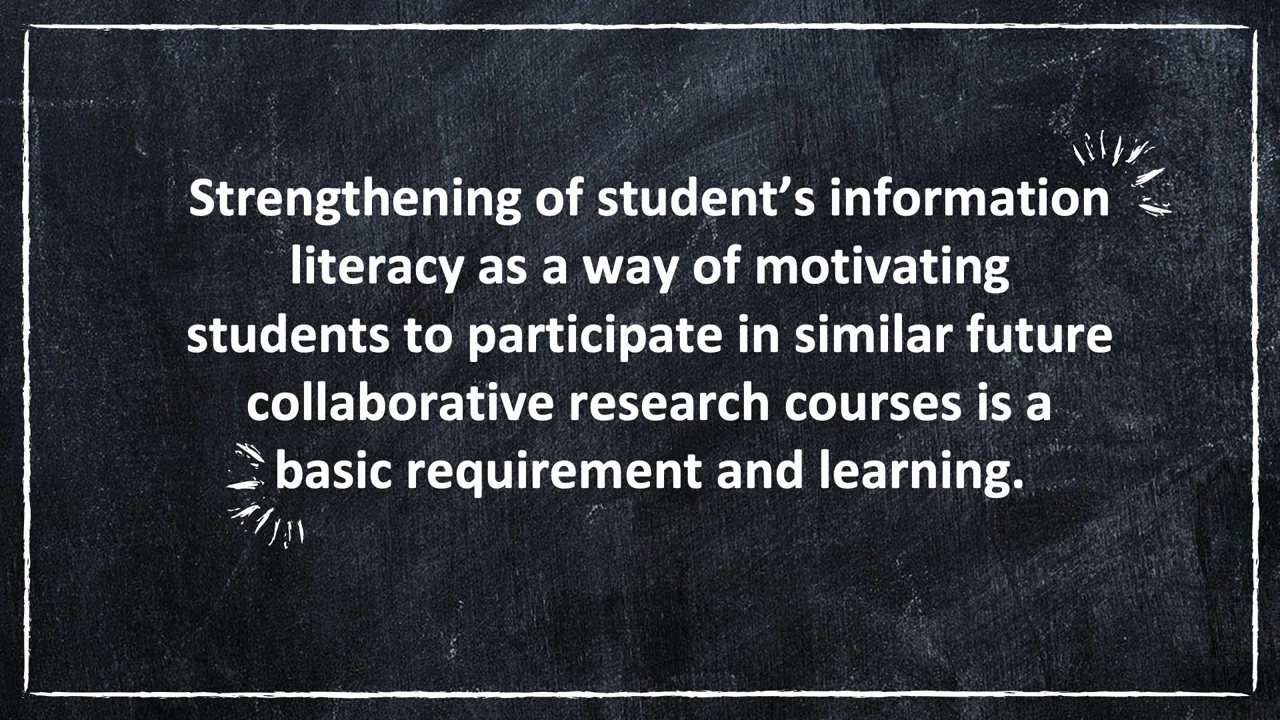 Strengthening of student’s information
literacy as a way of motivating
students to participate in similar future
collaborative research courses is a
basic requirement and learning.